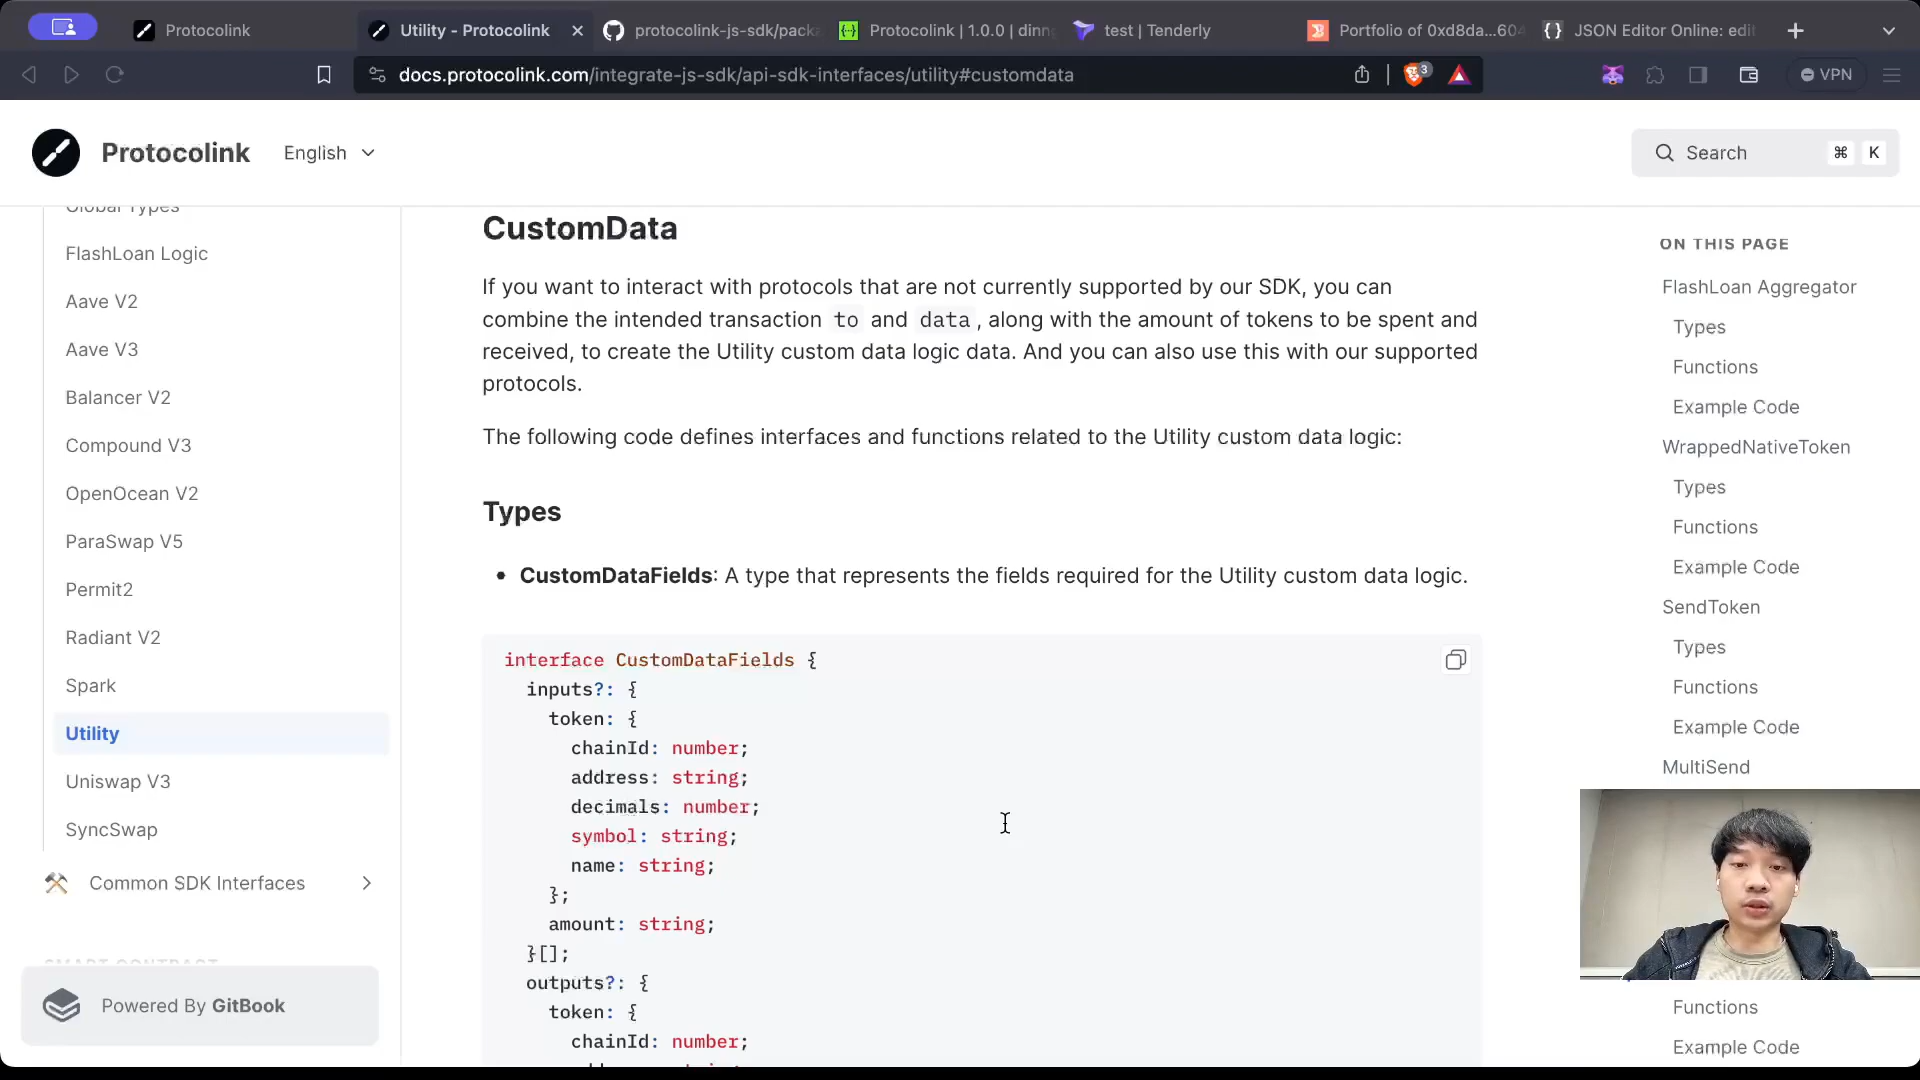 Protocolink
Utility - Protocolink
protocolink-js-sdk/packa
Protocolink | 1.0.0 | dinn
test | Tenderly
Portfolio of 0xd8da...604
JSON Editor Online: edit
docs.protocolink.com/integrate-js-sdk/api-sdk-interfaces/utility#customdata
3
VPN
Protocolink
English
Search
⌘ K
Global Types
FlashLoan Logic
Aave V2
Aave V3
Balancer V2
Compound V3
OpenOcean V2
ParaSwap V5
Permit2
Radiant V2
Spark
Utility
Uniswap V3
SyncSwap
Common SDK Interfaces
SMART CONTRACT
Powered By GitBook
CustomData
If you want to interact with protocols that are not currently supported by our SDK, you can
combine the intended transaction to and data, along with the amount of tokens to be spent and
received, to create the Utility custom data logic data. And you can also use this with our supported
protocols.
The following code defines interfaces and functions related to the Utility custom data logic:
Types
• CustomDataFields: A type that represents the fields required for the Utility custom data logic.
interface CustomDataFields {
inputs?: {
token: {
chainId: number;
address: string;
decimals: number;
symbol: string;
name: string;
};
amount: string;
}[];
outputs?: {
token: {
chainId: number;
ON THIS PAGE
FlashLoan Aggregator
Types
Functions
Example Code
WrappedNativeToken
Types
Functions
Example Code
SendToken
Types
Functions
Example Code
MultiSend
Functions
Example Code